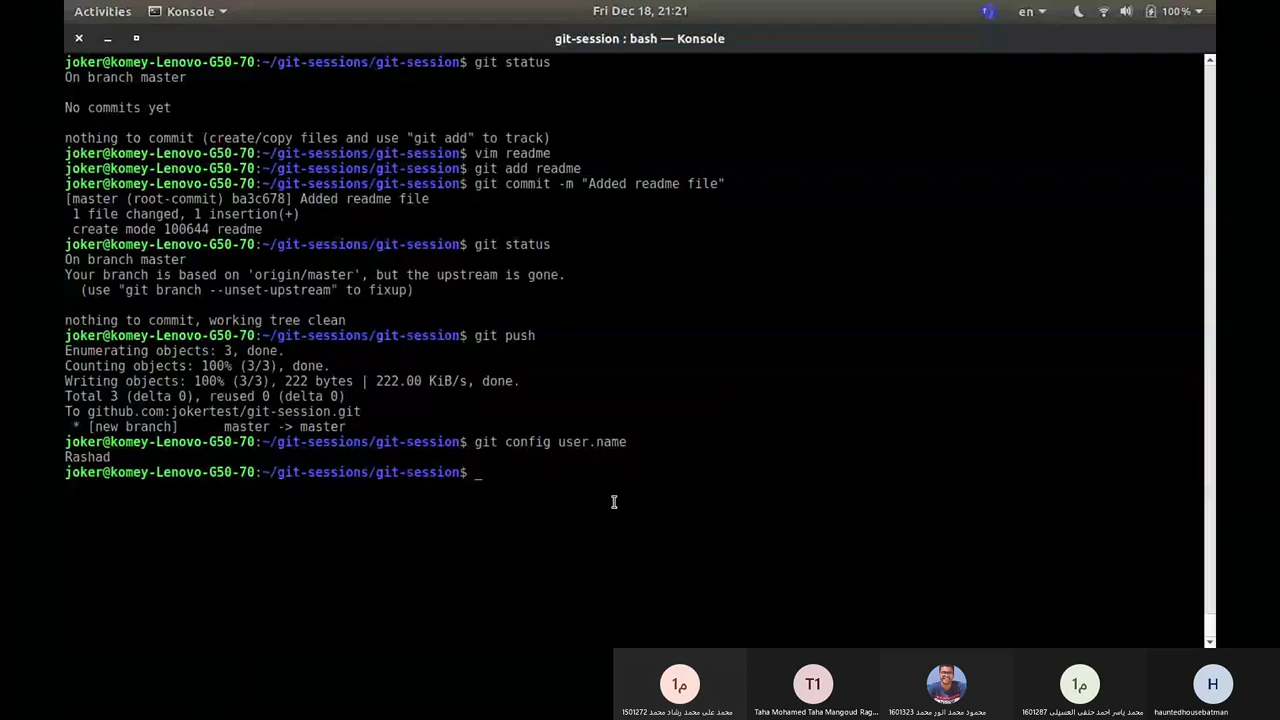 Activities
Konsole
Fri Dec 18, 21:21
en
100%
git-session : bash — Konsole
joker@komey-Lenovo-G50-70:~/git-sessions/git-session$ git status
On branch master
No commits yet
nothing to commit (create/copy files and use "git add" to track)
joker@komey-Lenovo-G50-70:~/git-sessions/git-session$ vim readme
joker@komey-Lenovo-G50-70:~/git-sessions/git-session$ git add readme
joker@komey-Lenovo-G50-70:~/git-sessions/git-session$ git commit -m "Added readme file"
[master (root-commit) ba3c678] Added readme file
1 file changed, 1 insertion(+)
create mode 100644 readme
joker@komey-Lenovo-G50-70:~/git-sessions/git-session$ git status
On branch master
Your branch is based on 'origin/master', but the upstream is gone.
(use "git branch --unset-upstream" to fixup)
nothing to commit, working tree clean
joker@komey-Lenovo-G50-70:~/git-sessions/git-session$ git push
Enumerating objects: 3, done.
Counting objects: 100% (3/3), done.
Writing objects: 100% (3/3), 222 bytes | 222.00 KiB/s, done.
Total 3 (delta 0), reused 0 (delta 0)
To github.com:jokertest/git-session.git
* [new branch]      master -> master
joker@komey-Lenovo-G50-70:~/git-sessions/git-session$ git config user.name
Rashad
joker@komey-Lenovo-G50-70:~/git-sessions/git-session$ _
م1
T1
م1
H
محمد على محمد رشاد محمد 1501272
Taha Mohamed Taha Mangoud Rag...
محمود محمد انور محمد 1601323
محمد ياسر احمد حنفى العسيلى 1601287
hauntedhousebatman